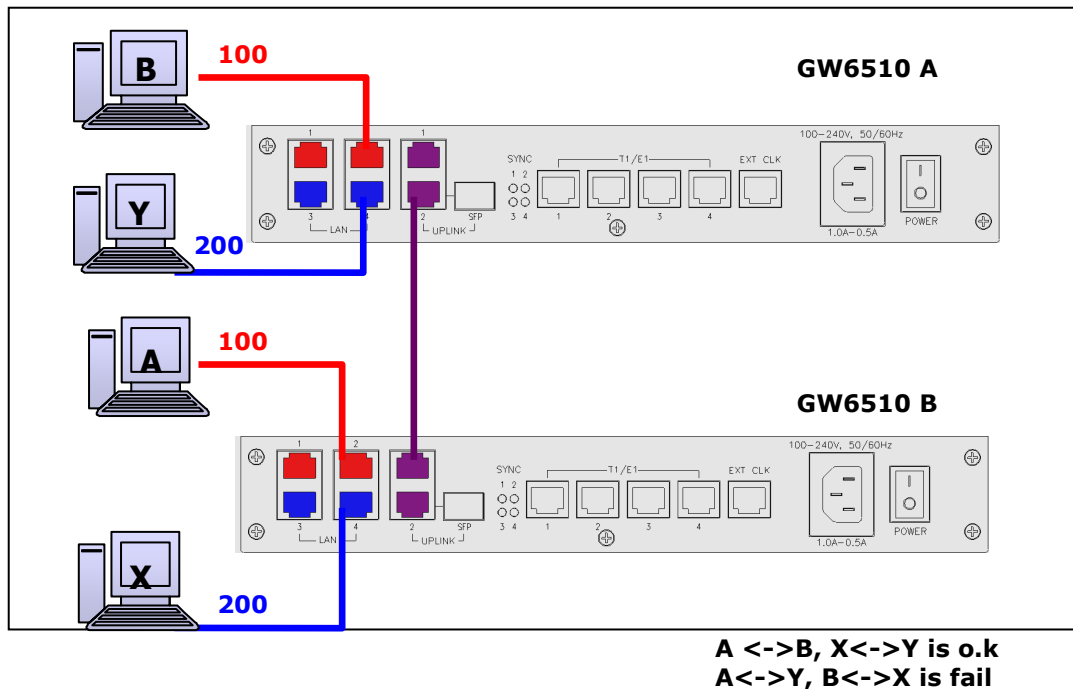 B
100
GW6510 A
1 1
100-240V, 50/60Hz
SYNC
1 2
T1/E1
EXT CLK
3 4
3 4 2 SFP
1 2 3 4
LAN UPLINK
1.0A-0.5A
POWER
Y
200
A
100
GW6510 B
1 2
100-240V, 50/60Hz
SYNC
1 2
T1/E1
EXT CLK
3 4
3 4 2 SFP
1 2 3 4
LAN UPLINK
1.0A-0.5A
POWER
X
200
A <->B, X<->Y is o.k
A<->Y, B<->X is fail